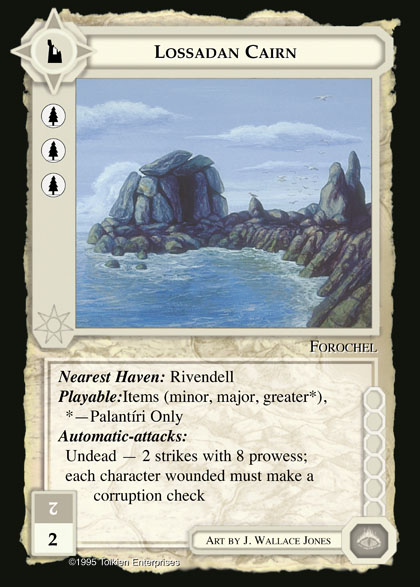 LOSSADAN CAIRN
FOROCHEL
Nearest Haven: Rivendell
Playable:Items (minor, major, greater*),
*—Palantíri Only
Automatic-attacks:
Undead — 2 strikes with 8 prowess;
each character wounded must make a
corruption check
2
2
ART BY J. WALLACE JONES
©1995 Tolkien Enterprises